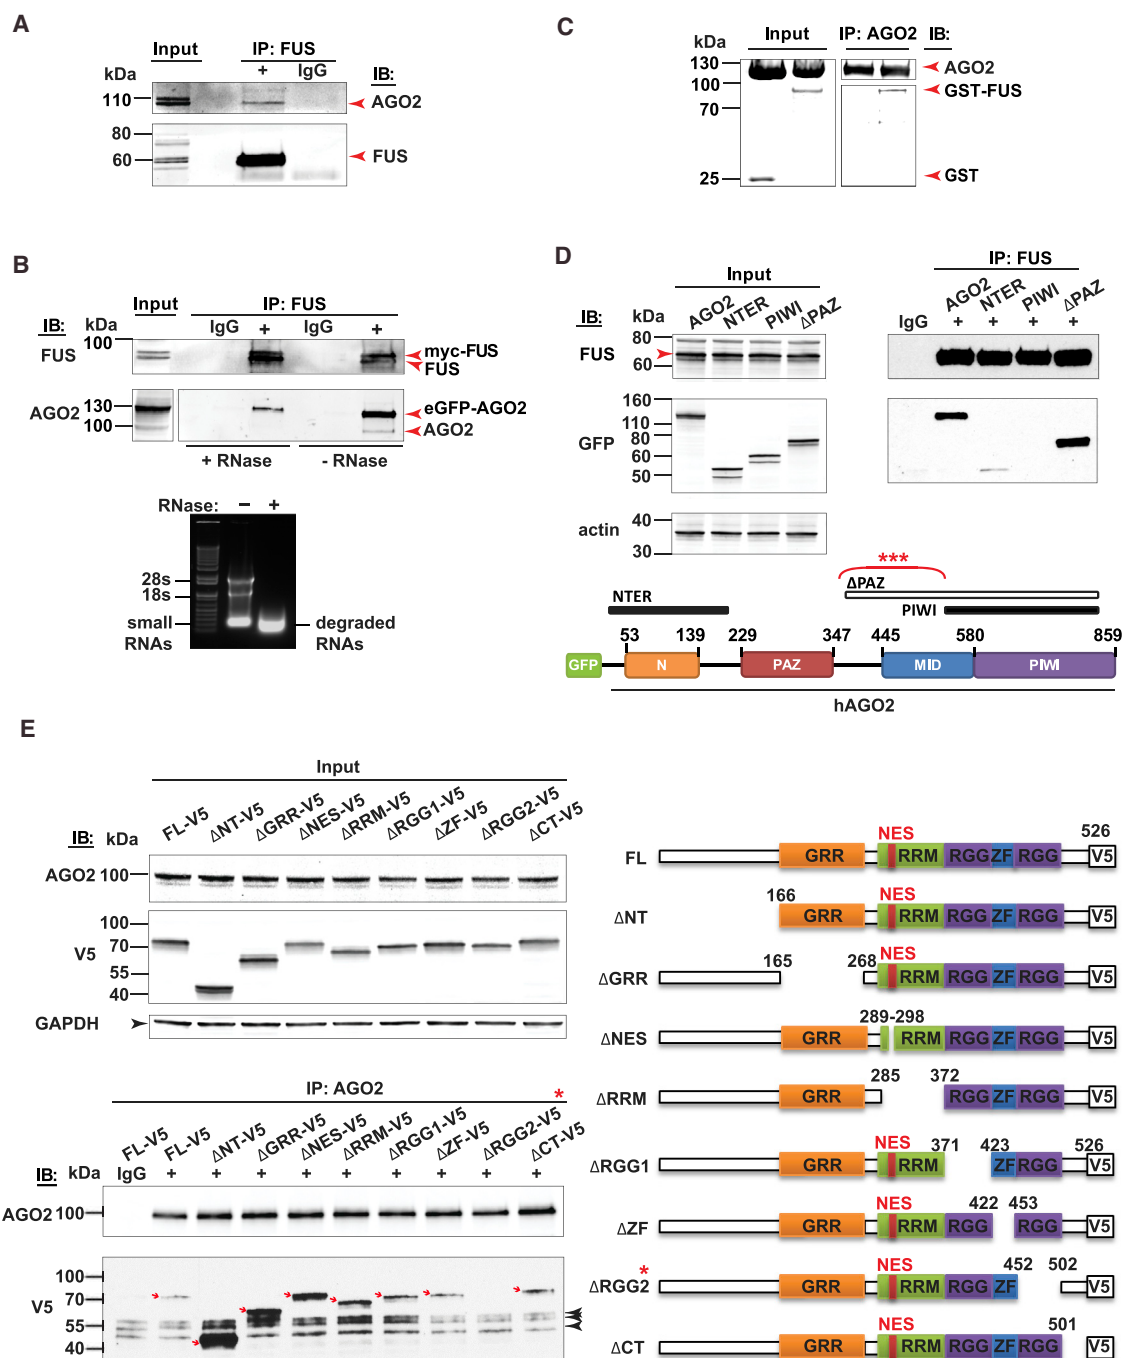 A
Input
IP: FUS
+ IgG
kDa
IB:
110
AGO2
80
60
FUS
B
Input
IP: FUS
IB: kDa
IgG + IgG +
FUS
100
myc-FUS
FUS
AGO2
130
100
eGFP-AGO2
AGO2
+ RNase - RNase
RNase: − +
28s
18s
small
RNAs
degraded
RNAs
C
kDa
Input
IP: AGO2
IB:
130
100
70
25
AGO2
GST-FUS
GST
D
Input
IP: FUS
IB: kDa
AGO2 NTER PIWI ΔPAZ
IgG
AGO2 NTER PIWI ΔPAZ
+ + + +
FUS
80
60
GFP
160
110
80
60
50
actin
40
30
***
ΔPAZ
NTER
PIWI
53 139 229 347 445 580 859
GFP N PAZ MID PIWI
hAGO2
E
Input
FL-V5 ΔNT-V5 ΔGRR-V5 ΔNES-V5 ΔRRM-V5 ΔRGG1-V5 ΔZF-V5 ΔRGG2-V5 ΔCT-V5
IB: kDa
AGO2 100
V5
100
70
55
40
GAPDH
IP: AGO2
*
FL-V5 FL-V5 ΔNT-V5 ΔGRR-V5 ΔNES-V5 ΔRRM-V5 ΔRGG1-V5 ΔZF-V5 ΔRGG2-V5 ΔCT-V5
IB: kDa IgG + + + + + + + + +
AGO2 100
V5
100
70
55
40
NES 526
FL GRR RRM RGG ZF RGG V5
166 NES
ΔNT GRR RRM RGG ZF RGG V5
165 268 NES
ΔGRR RRM RGG ZF RGG V5
289-298
ΔNES GRR RRM RGG ZF RGG V5
285 372
ΔRRM GRR RGG ZF RGG V5
NES 371 423 526
ΔRGG1 GRR RRM ZF RGG V5
NES 422 453
ΔZF GRR RRM RGG RGG V5
* NES 452 502
ΔRGG2 GRR RRM RGG ZF V5
NES 501
ΔCT GRR RRM RGG ZF RGG V5